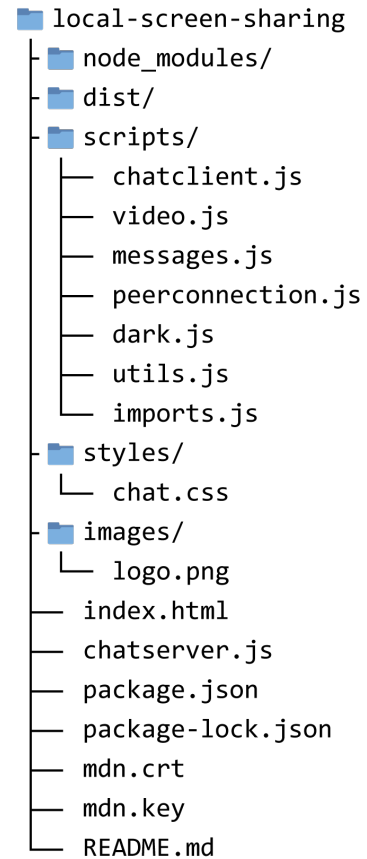 local-screen-sharing
node_modules/
dist/
scripts/
chatclient.js
video.js
messages.js
peerconnection.js
dark.js
utils.js
imports.js
styles/
chat.css
images/
logo.png
index.html
chatserver.js
package.json
package-lock.json
mdn.crt
mdn.key
README.md